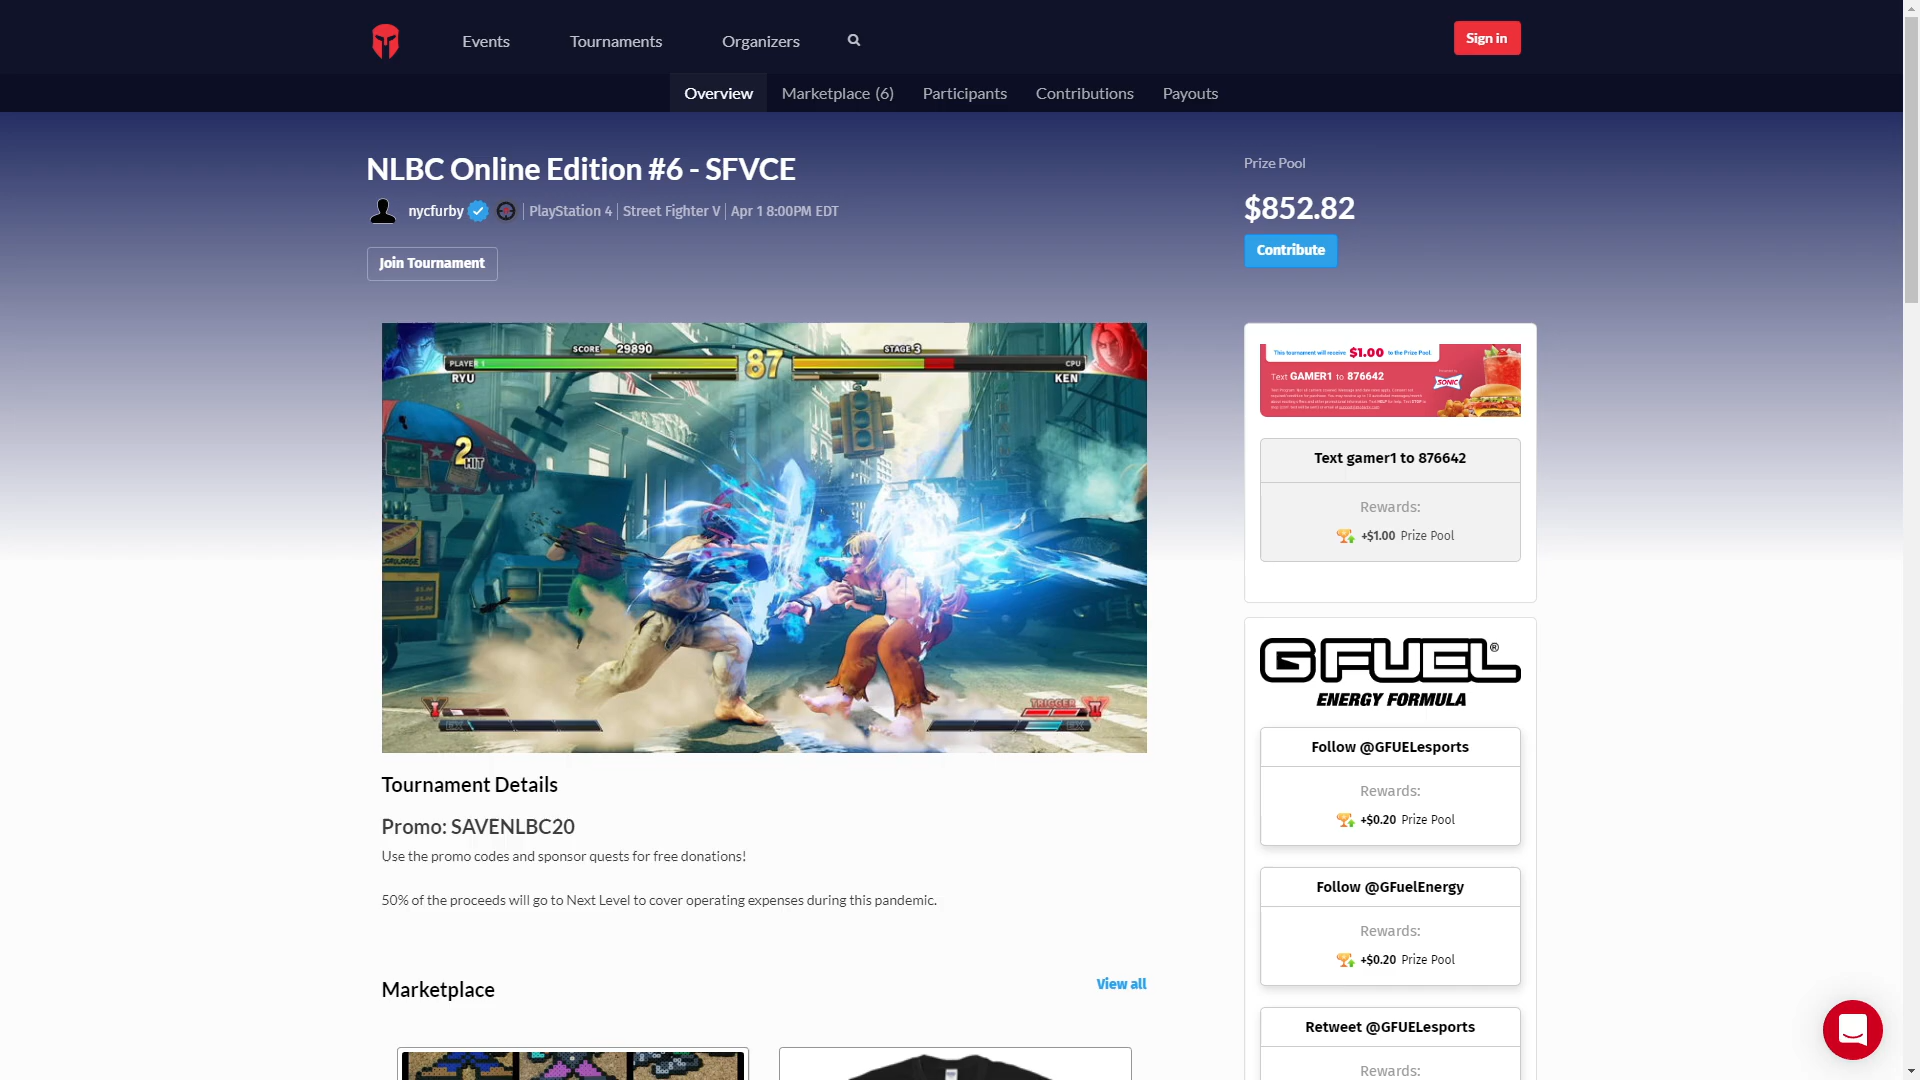 Events
Tournaments
Organizers
Sign in
Overview
Marketplace (6)
Participants
Contributions
Payouts
NLBC Online Edition #6 - SFVCE
nycfurby
PlayStation 4
Street Fighter V
Apr 1 8:00PM EDT
Join Tournament
Prize Pool
$852.82
Contribute
SCORE 29890
STAGE 3
PLAYER 1
87
CPU
RYU
KEN
2 HIT
TRIGGER
This tournament will receive $1.00 to the Prize Pool.
Text GAMER1 to 876642
SONIC
Text gamer1 to 876642
Rewards:
+$1.00 Prize Pool
GFUEL®
ENERGY FORMULA
Follow @GFUELesports
Rewards:
+$0.20 Prize Pool
Follow @GFuelEnergy
Rewards:
+$0.20 Prize Pool
Retweet @GFUELesports
Rewards:
Tournament Details
Promo: SAVENLBC20
Use the promo codes and sponsor quests for free donations!
50% of the proceeds will go to Next Level to cover operating expenses during this pandemic.
Marketplace
View all